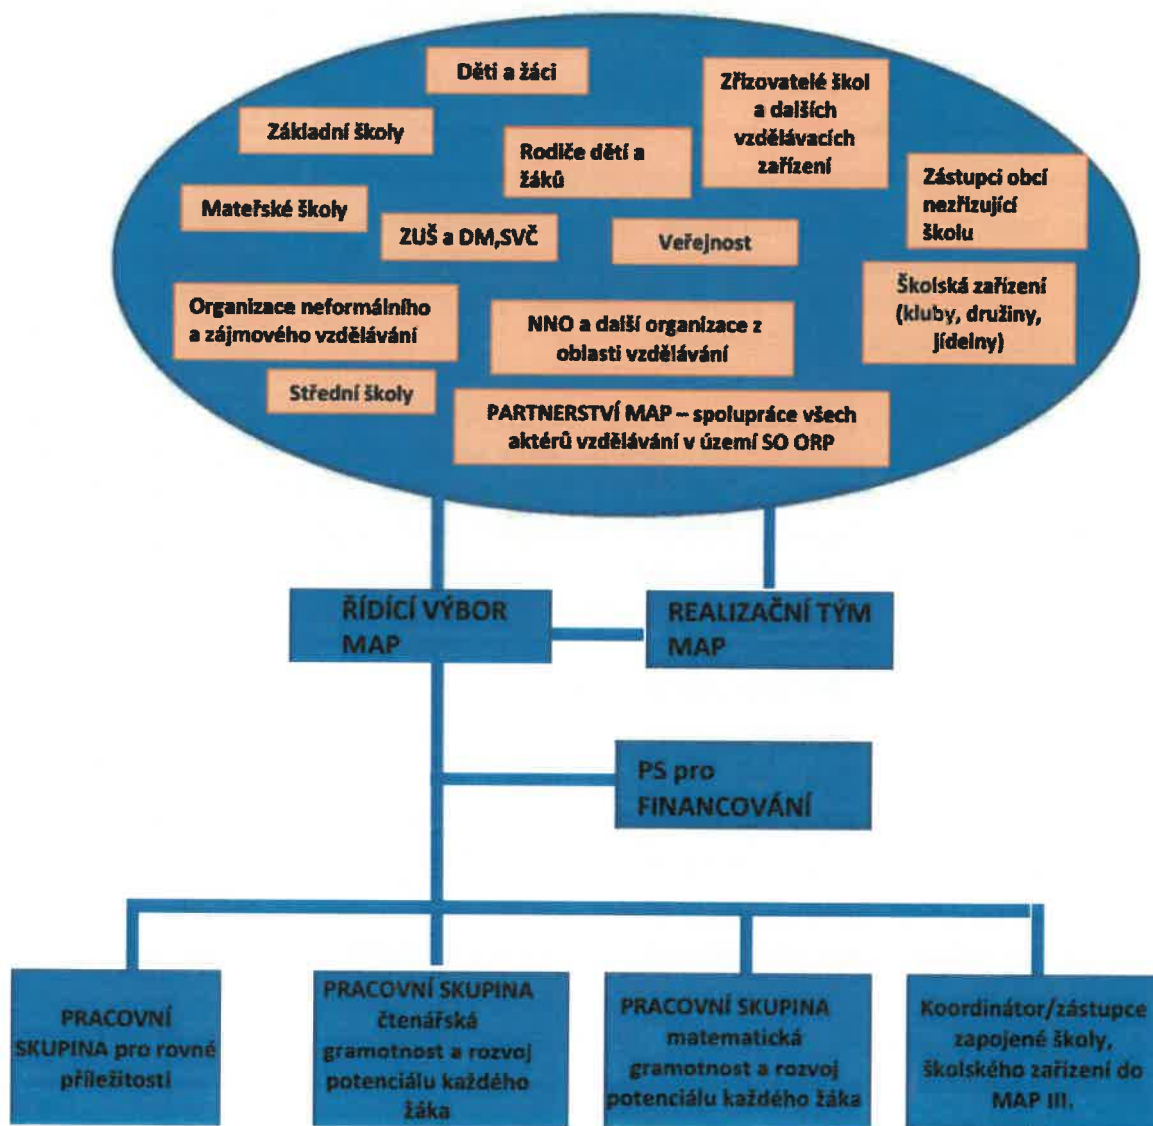 Děti a žáci
Zřizovatelé škol
a dalších
vzdělávacích
zařízení
Základní školy
Rodiče dětí a
žáků
Zástupci obcí
nezřizující
školu
Mateřské školy
ZUŠ a DM,SVČ
Veřejnost
Školská zařízení
(kluby, družiny,
jídelny)
Organizace neformálního
a zájmového vzdělávání
NNO a další organizace z
oblasti vzdělávání
Střední školy
PARTNERSTVÍ MAP – spolupráce všech
aktérů vzdělávání v území SO ORP
ŘÍDÍCÍ VÝBOR
MAP
REALIZAČNÍ TÝM
MAP
PS pro
FINANCOVÁNÍ
PRACOVNÍ
SKUPINA pro rovné
příležitosti
PRACOVNÍ SKUPINA
čtenářská
gramotnost a rozvoj
potenciálu každého
žáka
PRACOVNÍ SKUPINA
matematická
gramotnost a rozvoj
potenciálu každého žáka
Koordinátor/zástupce
zapojené školy,
školského zařízení do
MAP III.